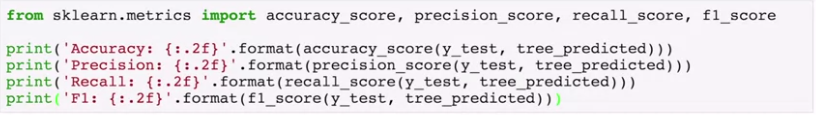 from sklearn.metrics import accuracy_score, precision_score, recall_score, f1_score
print('Accuracy: {:.2f}'.format(accuracy_score(y_test, tree_predicted)))
print('Precision: {:.2f}'.format(precision_score(y_test, tree_predicted)))
print('Recall: {:.2f}'.format(recall_score(y_test, tree_predicted)))
print('F1: {:.2f}'.format(f1_score(y_test, tree_predicted)))